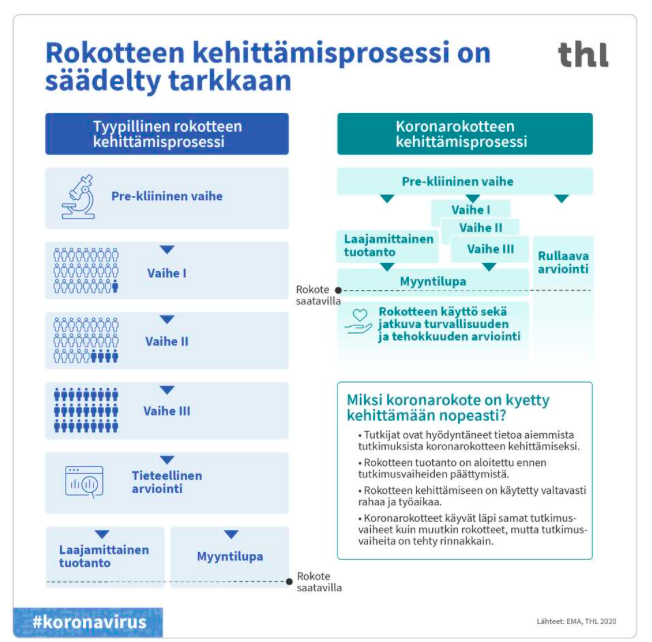 Rokotteen kehittämisprosessi on
säädelty tarkkaan
thl
Tyypillinen rokotteen
kehittämisprosessi
Pre-kliininen vaihe
Vaihe I
Vaihe II
Vaihe III
Tieteellinen
arviointi
Laajamittainen
tuotanto
Myyntilupa
Rokote
saatavilla
Koronarokotteen
kehittämisprosessi
Pre-kliininen vaihe
Vaihe I
Vaihe II
Vaihe III
Laajamittainen
tuotanto
Rullaava
arviointi
Myyntilupa
Rokote
saatavilla
Rokotteen käyttö sekä
jatkuva turvallisuuden
ja tehokkuuden arviointi
Miksi koronarokote on kyetty
kehittämään nopeasti?
• Tutkijat ovat hyödyntäneet tietoa aiemmista
tutkimuksista koronarokotteen kehittämiseksi.
• Rokotteen tuotanto on aloitettu ennen
tutkimusvaiheiden päättymistä.
• Rokotteen kehittämiseen on käytetty valtavasti
rahaa ja työaikaa.
• Koronarokotteet käyvät läpi samat tutkimus-
vaiheet kuin muutkin rokotteet, mutta tutkimus-
vaiheita on tehty rinnakkain.
#koronavirus
Lähteet: EMA, THL 2020